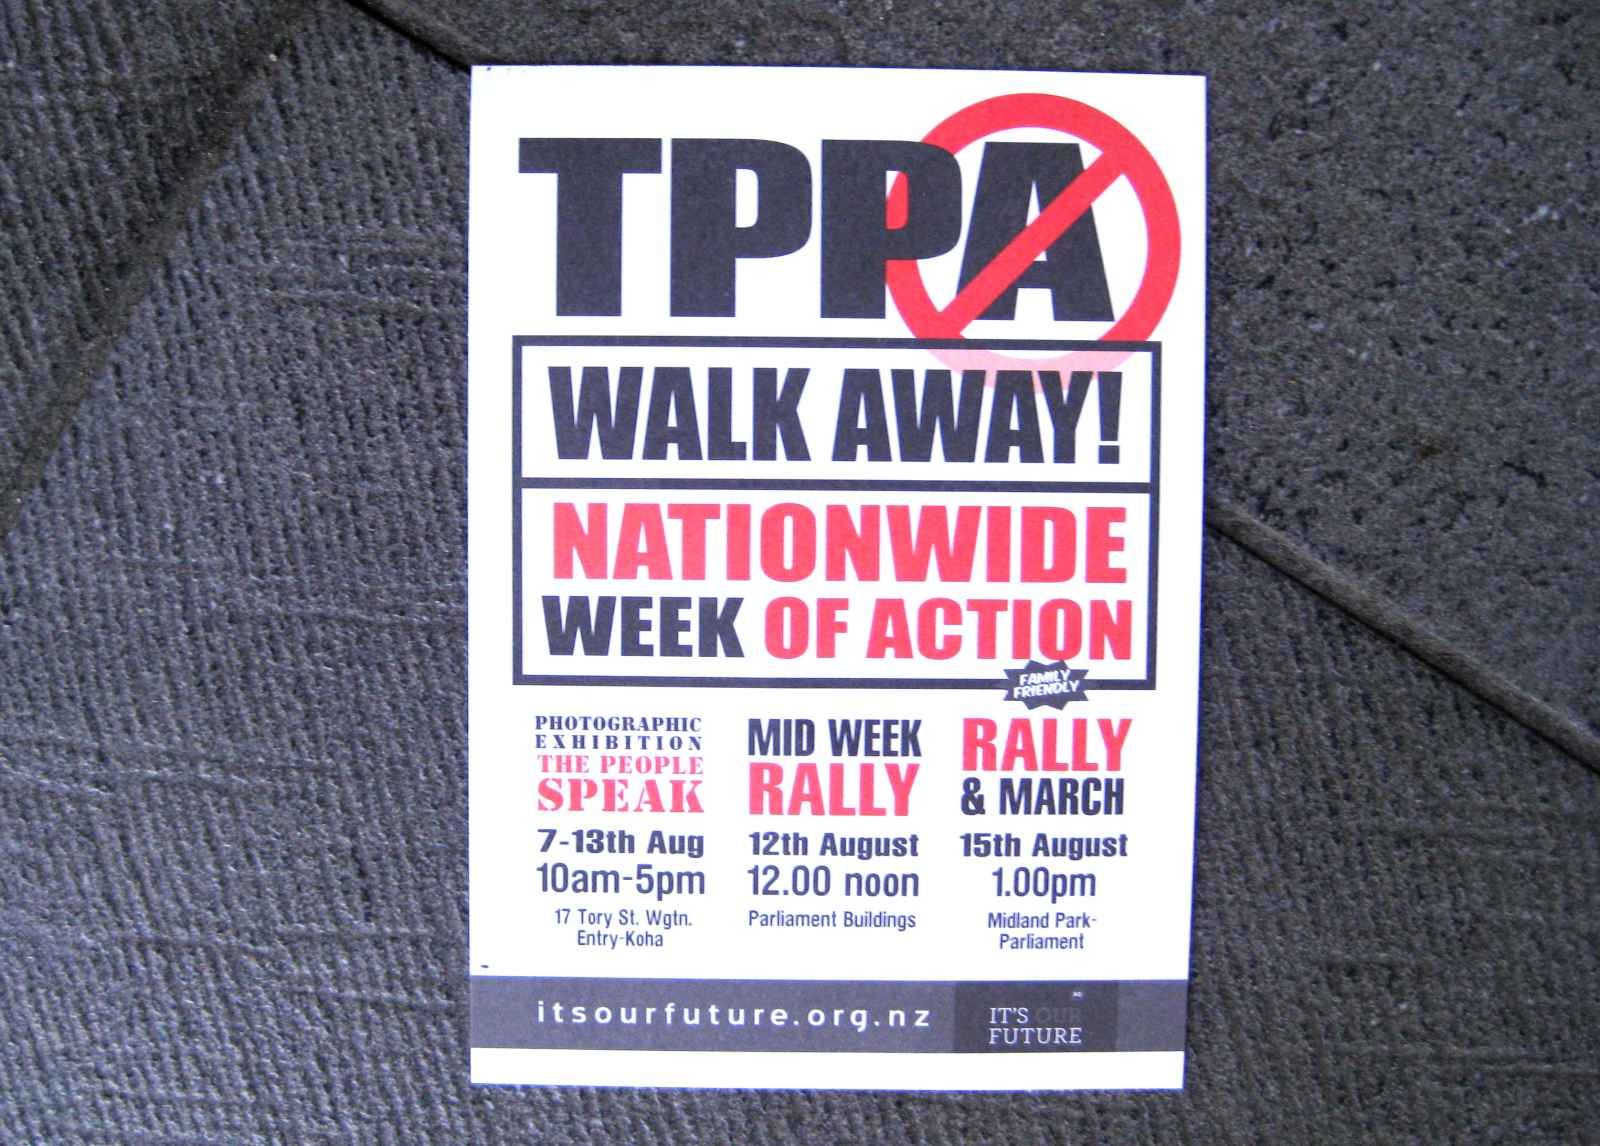 TPPA
WALK AWAY!
NATIONWIDE
WEEK OF ACTION
FAMILY
FRIENDLY
PHOTOGRAPHIC
EXHIBITION
THE PEOPLE
SPEAK
7-13th Aug
10am-5pm
17 Tory St. Wgtn.
Entry-Koha
MID WEEK
RALLY
12th August
12.00 noon
Parliament Buildings
RALLY
& MARCH
15th August
1.00pm
Midland Park-
Parliament
itsourfuture.org.nz
IT'S OUR
FUTURE